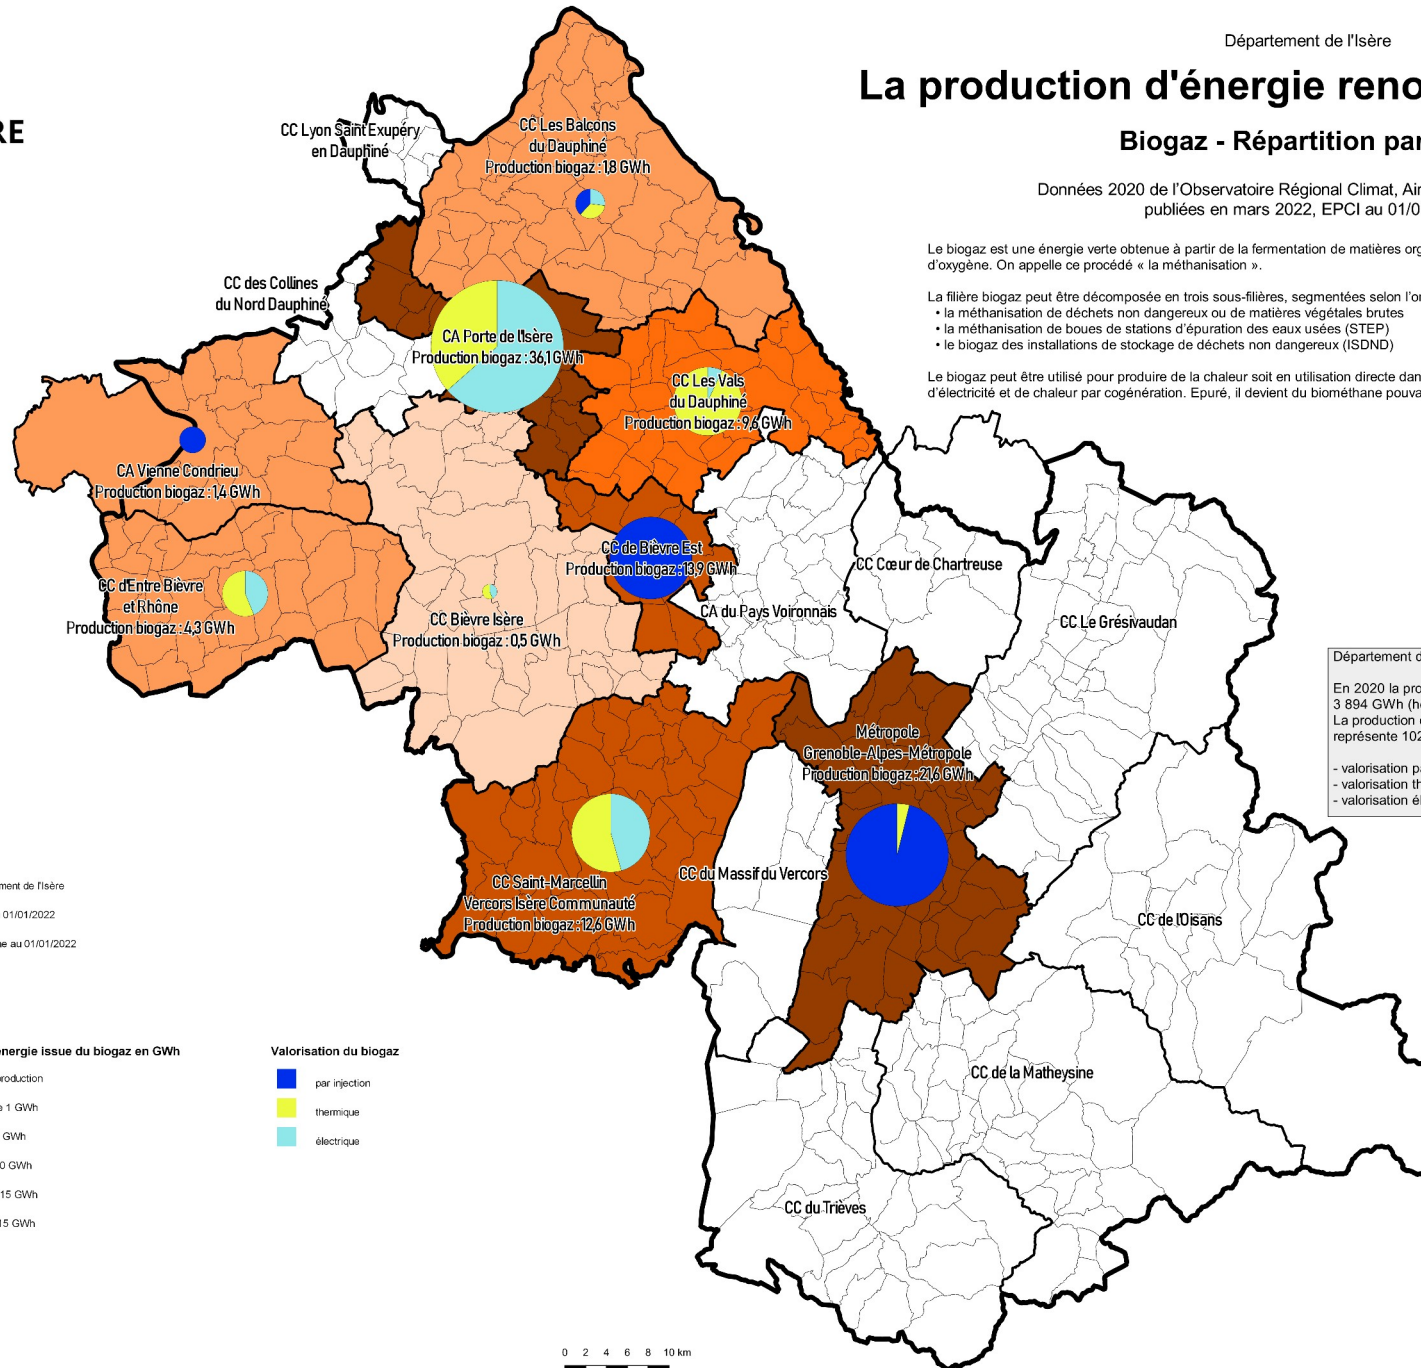 RE
Département de l'Isère
La production d'énergie reno
Biogaz - Répartition par
Données 2020 de l'Observatoire Régional Climat, Air
publiées en mars 2022, EPCI au 01/0
Le biogaz est une énergie verte obtenue à partir de la fermentation de matières org
d'oxygène. On appelle ce procédé « la méthanisation ».
La filière biogaz peut être décomposée en trois sous-filières, segmentées selon l'or
• la méthanisation de déchets non dangereux ou de matières végétales brutes
• la méthanisation de boues de stations d'épuration des eaux usées (STEP)
• le biogaz des installations de stockage de déchets non dangereux (ISDND)
Le biogaz peut être utilisé pour produire de la chaleur soit en utilisation directe dan
d'électricité et de chaleur par cogénération. Epuré, il devient du biométhane pouva
CC Lyon Saint Exupéry
en Dauphiné
CC Les Balcons
du Dauphiné
Production biogaz : 1,8 GWh
CC des Collines
du Nord Dauphiné
CA Porte de l'Isère
Production biogaz : 36,1 GWh
CC Les Vals
du Dauphiné
Production biogaz : 9,6 GWh
CA Vienne Condrieu
Production biogaz : 1,4 GWh
CC de Bièvre Est
Production biogaz : 13,9 GWh
CC Cœur de Chartreuse
CC d'Entre Bièvre
et Rhône
Production biogaz : 4,3 GWh
CC Bièvre Isère
Production biogaz : 0,5 GWh
CA du Pays Voironnais
CC Le Grésivaudan
Département d
En 2020 la pro
3 894 GWh (h
La production
représente 102
- valorisation pa
- valorisation th
- valorisation él
Métropole
Grenoble-Alpes-Métropole
Production biogaz : 21,6 GWh
CC Saint-Marcellin
Vercors Isère Communauté
Production biogaz : 12,6 GWh
CC du Massif du Vercors
CC de l'Oisans
CC de la Matheysine
CC du Trièves
ment de l'Isère
01/01/2022
ne au 01/01/2022
énergie issue du biogaz en GWh
production
e 1 GWh
GWh
0 GWh
15 GWh
15 GWh
Valorisation du biogaz
par injection
thermique
électrique
0 2 4 6 8 10 km